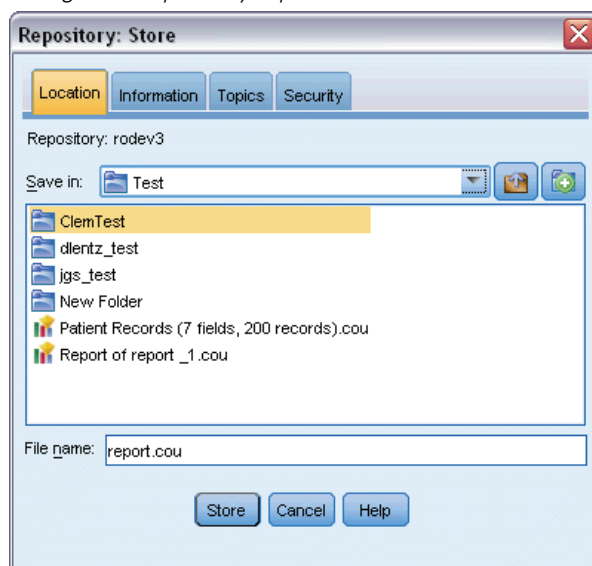 Repository: Store
Location Information Topics Security
Repository: rodev3
Save in: Test
ClemTest
dlentz_test
jgs_test
New Folder
Patient Records (7 fields, 200 records).cou
Report of report _1.cou
File name: report.cou
Store Cancel Help